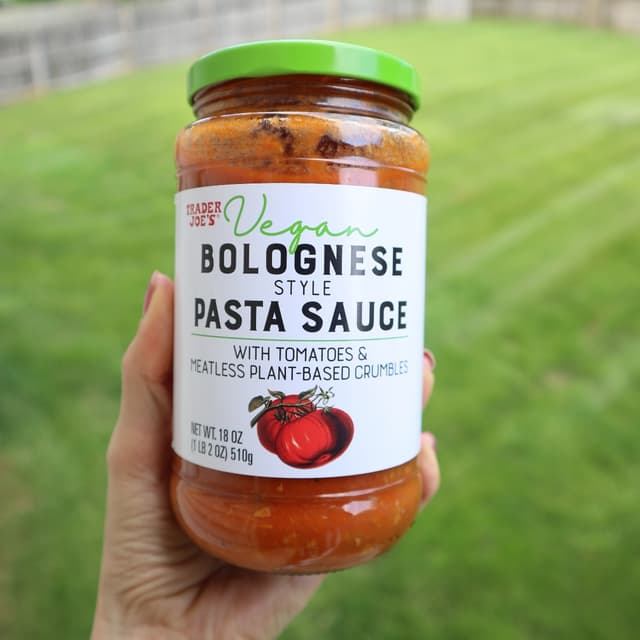 TRADER
JOE'S®
Vegan
BOLOGNESE
STYLE
PASTA SAUCE
WITH TOMATOES &
MEATLESS PLANT-BASED CRUMBLES
NET WT. 18 OZ
(1 LB 2 OZ) 510g